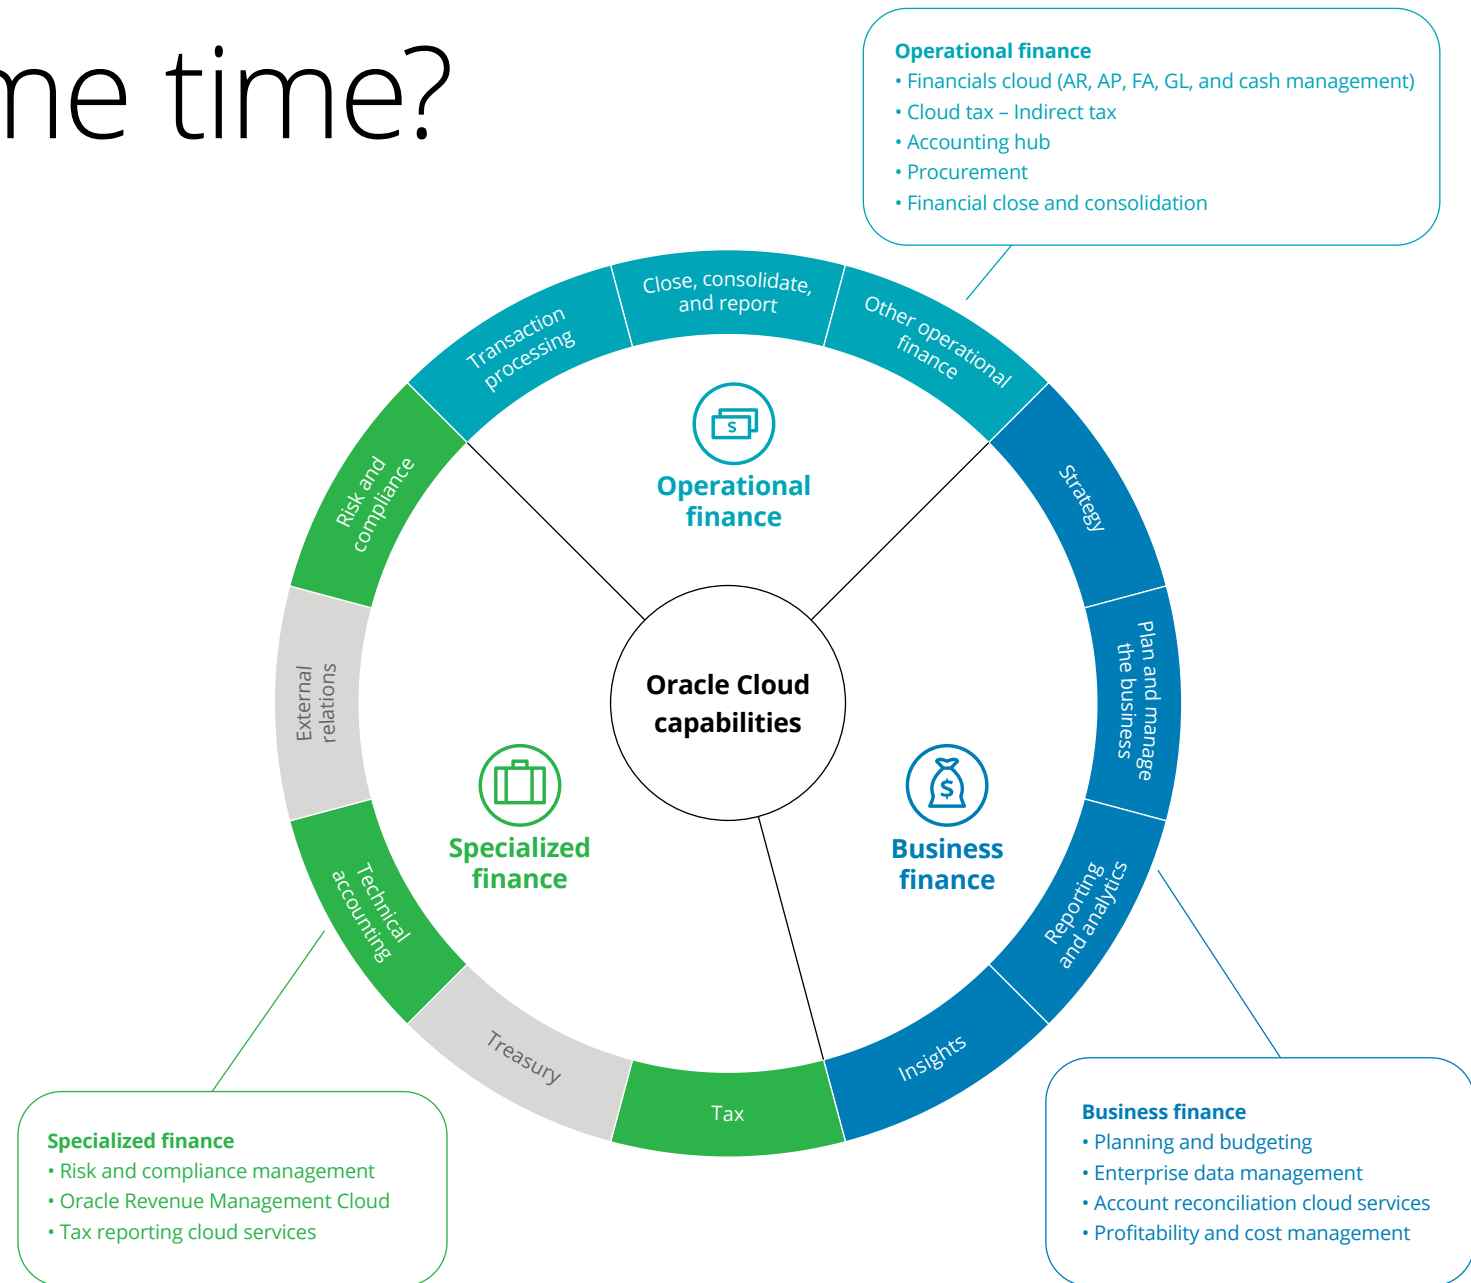 me time?
Operational finance
• Financials cloud (AR, AP, FA, GL, and cash management)
• Cloud tax – Indirect tax
• Accounting hub
• Procurement
• Financial close and consolidation
Transaction
processing
Close, consolidate,
and report
Other operational
finance
Strategy
Plan and manage
the business
Reporting
and analytics
Insights
Tax
Treasury
Technical
accounting
External
relations
Risk and
compliance
Operational
finance
Oracle Cloud
capabilities
Specialized
finance
Business
finance
Specialized finance
• Risk and compliance management
• Oracle Revenue Management Cloud
• Tax reporting cloud services
Business finance
• Planning and budgeting
• Enterprise data management
• Account reconciliation cloud services
• Profitability and cost management